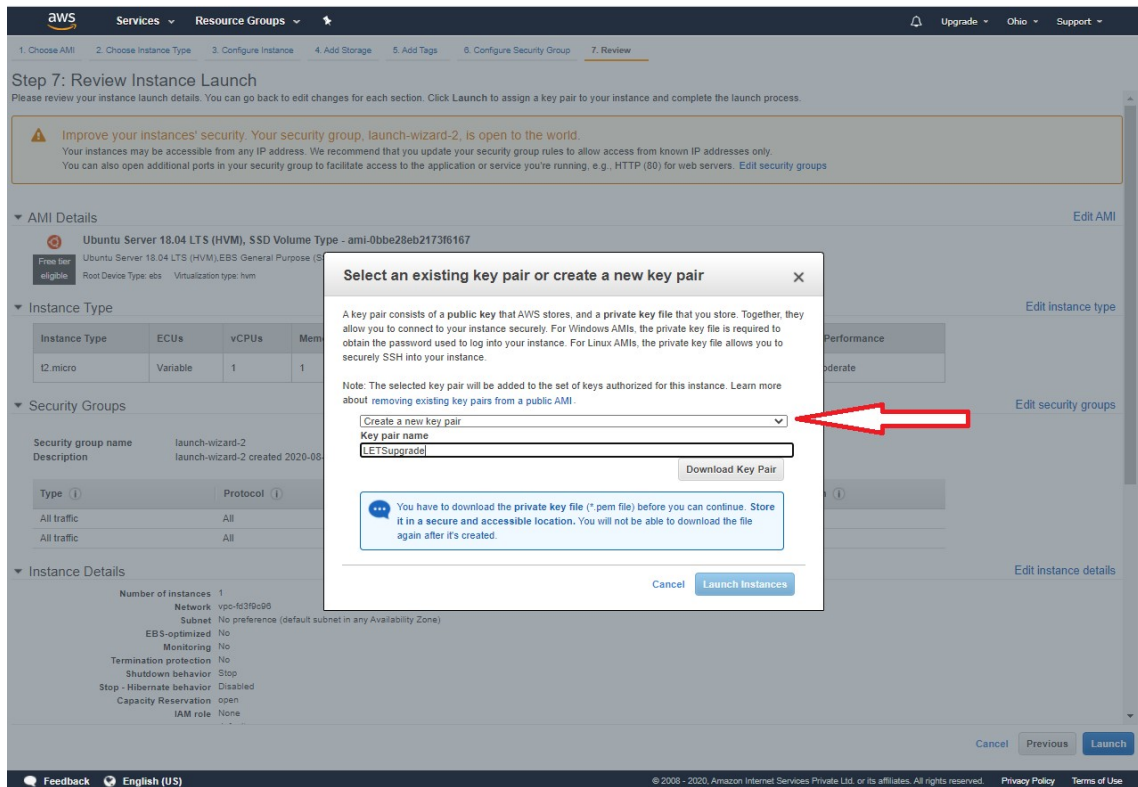 aws Services Resource Groups Upgrade Ohio Support
1. Choose AMI 2. Choose Instance Type 3. Configure Instance 4. Add Storage 5. Add Tags 6. Configure Security Group 7. Review
Step 7: Review Instance Launch
Please review your instance launch details. You can go back to edit changes for each section. Click Launch to assign a key pair to your instance and complete the launch process.
Improve your instances' security. Your security group, launch-wizard-2, is open to the world.
Your instances may be accessible from any IP address. We recommend that you update your security group rules to allow access from known IP addresses only.
You can also open additional ports in your security group to facilitate access to the application or service you're running, e.g., HTTP (80) for web servers. Edit security groups
AMI Details Edit AMI
Ubuntu Server 18.04 LTS (HVM), SSD Volume Type - ami-0bbe28eb2173f6167
Free tier
eligible
Ubuntu Server 18.04 LTS (HVM),EBS General Purpose (S
Root Device Type: ebs Virtualization type: hvm
Instance Type Edit instance type
Instance Type ECUs vCPUs Mem Performance
t2.micro Variable 1 1 oderate
Security Groups Edit security groups
Security group name launch-wizard-2
Description launch-wizard-2 created 2020-08-
Type Protocol
All traffic All
All traffic All
Instance Details Edit instance details
Number of instances 1
Network vpc-fd3f9c96
Subnet No preference (default subnet in any Availability Zone)
EBS-optimized No
Monitoring No
Termination protection No
Shutdown behavior Stop
Stop - Hibernate behavior Disabled
Capacity Reservation open
IAM role None
Select an existing key pair or create a new key pair
A key pair consists of a public key that AWS stores, and a private key file that you store. Together, they
allow you to connect to your instance securely. For Windows AMIs, the private key file is required to
obtain the password used to log into your instance. For Linux AMIs, the private key file allows you to
securely SSH into your instance.
Note: The selected key pair will be added to the set of keys authorized for this instance. Learn more
about removing existing key pairs from a public AMI .
Create a new key pair
Key pair name
LETSupgrade
Download Key Pair
You have to download the private key file (*.pem file) before you can continue. Store
it in a secure and accessible location. You will not be able to download the file
again after it's created.
Cancel Launch Instances
Cancel Previous Launch
Feedback English (US) © 2008 - 2020, Amazon Internet Services Private Ltd. or its affiliates. All rights reserved. Privacy Policy Terms of Use